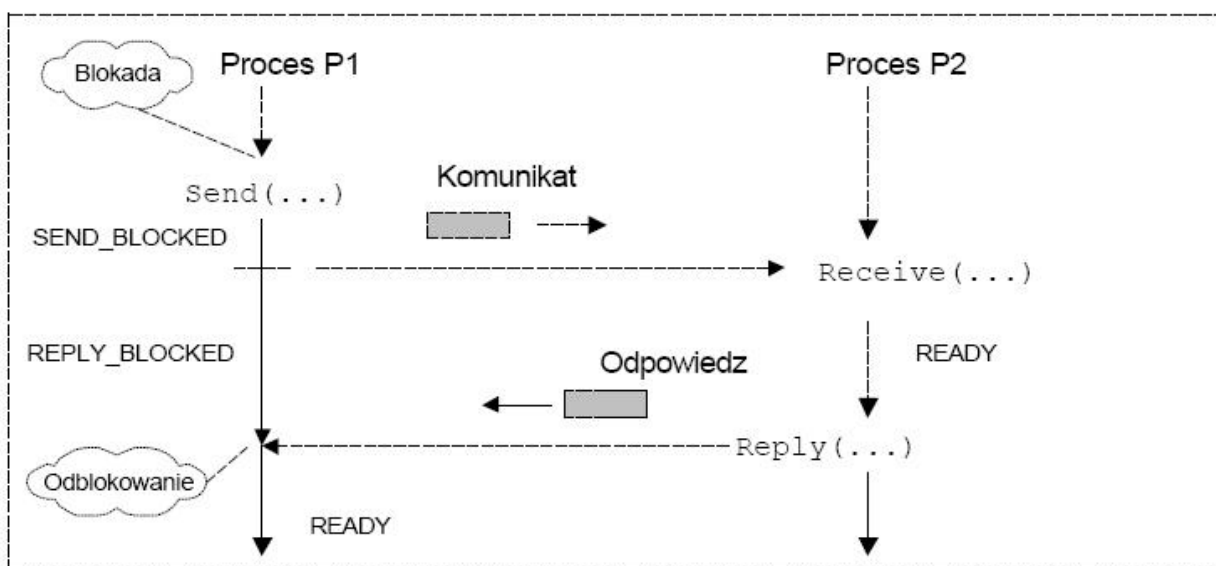 Blokada
Proces P1
Proces P2
Komunikat
Send(...)
SEND_BLOCKED
Receive(...)
REPLY_BLOCKED
READY
Odpowiedz
Reply(...)
Odblokowanie
READY